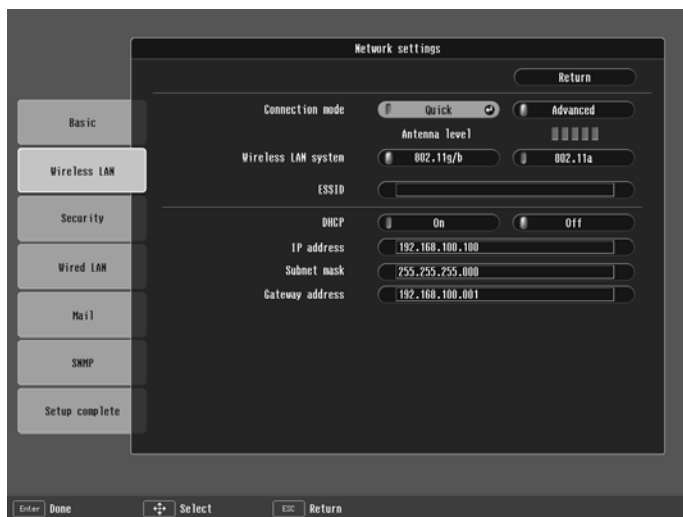 Network settings
Return
Basic
Wireless LAN
Security
Wired LAN
Mail
SNMP
Setup complete
Connection mode Quick Advanced
Antenna level
Wireless LAN system 802.11g/b 802.11a
ESSID
DHCP On Off
IP address 192.168.100.100
Subnet mask 255.255.255.000
Gateway address 192.168.100.001
Enter Done Select ESC Return